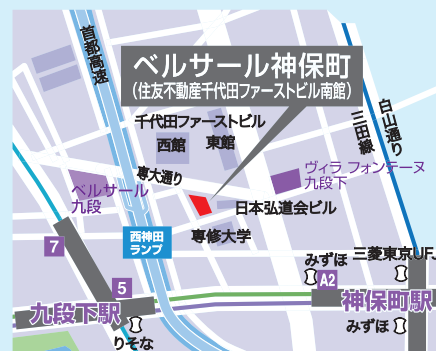 首都高速
ベルサール神保町
(住友不動産千代田ファーストビル南館)
千代田ファーストビル
西館
東館
白山通り
三田線
専大通り
ヴィラ フォンテーヌ
九段下
ベルサール
九段
日本弘道会ビル
専修大学
西神田
ランプ
7
5
みずほ
三菱東京UFJ
A2
九段下駅
神保町駅
りそな
みずほ